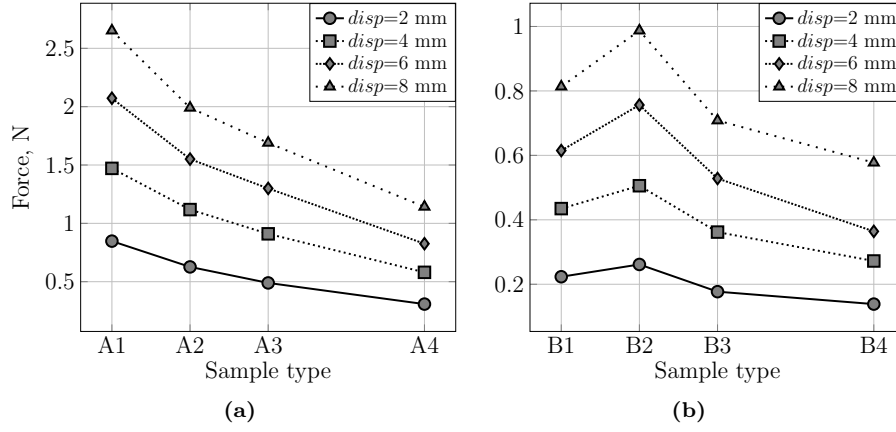 disp=2 mm
disp=4 mm
disp=6 mm
disp=8 mm
2.5
2
1.5
1
0.5
Force, N
A1 A2 A3 A4
Sample type
(a)
disp=2 mm
disp=4 mm
disp=6 mm
disp=8 mm
1
0.8
0.6
0.4
0.2
B1 B2 B3 B4
Sample type
(b)